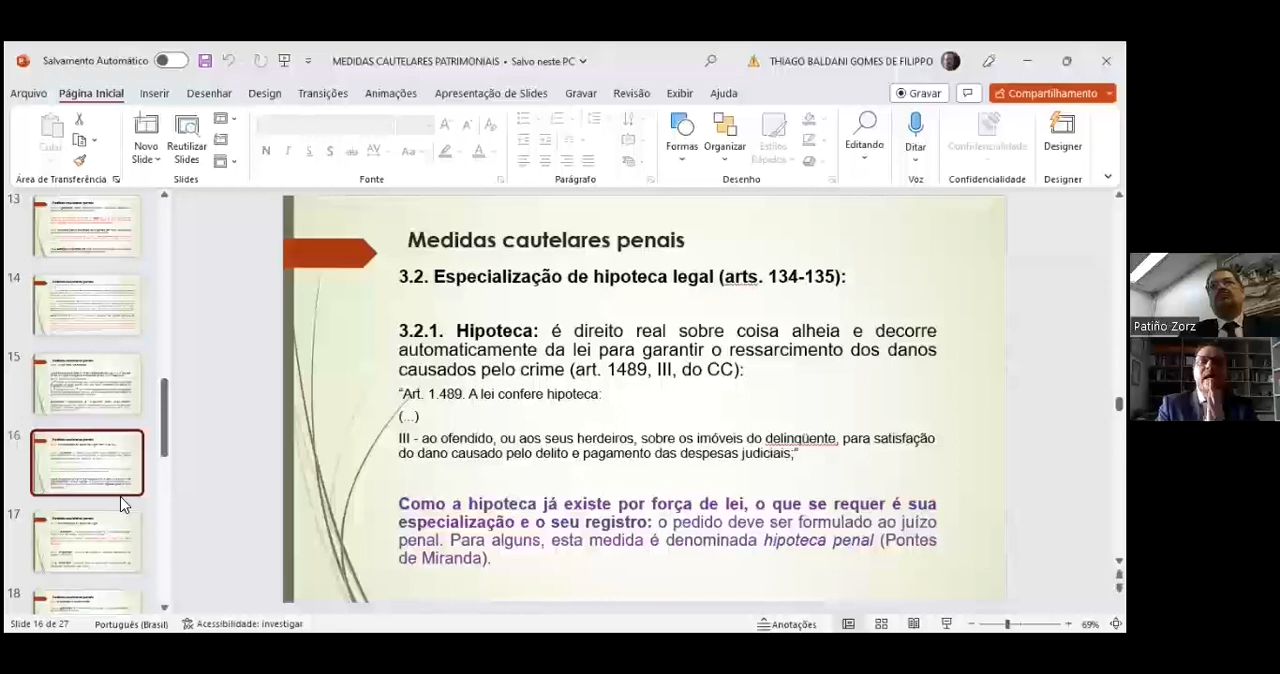 Salvamento Automático
MEDIDAS CAUTELARES PATRIMONIAIS • Salvo neste PC
THIAGO BALDANI GOMES DE FILIPPO
Arquivo Página Inicial Inserir Desenhar Design Transições Animações Apresentação de Slides Gravar Revisão Exibir Ajuda Gravar Compartilhamento
Colar
Novo Slide
Reutilizar Slides
Formas
Organizar
Estilos Rápidos
Editando
Ditar
Confidencialidade
Designer
Área de Transferência Slides Fonte Parágrafo Desenho Voz Confidencialidade Designer
13
14
15
16
17
18
Medidas cautelares penais
3.2. Especialização de hipoteca legal (arts. 134-135):
3.2.1. Hipoteca: é direito real sobre coisa alheia e decorre
automaticamente da lei para garantir o ressarcimento dos danos
causados pelo crime (art. 1489, III, do CC):
“Art. 1.489. A lei confere hipoteca:
(...)
III - ao ofendido, ou aos seus herdeiros, sobre os imóveis do delinqüente, para satisfação
do dano causado pelo delito e pagamento das despesas judiciais;”
Como a hipoteca já existe por força de lei, o que se requer é sua
especialização e o seu registro: o pedido deve ser formulado ao juízo
penal. Para alguns, esta medida é denominada hipoteca penal (Pontes
de Miranda).
Patiño Zorz
Slide 16 de 27 Português (Brasil) Acessibilidade: investigar Anotações 69%